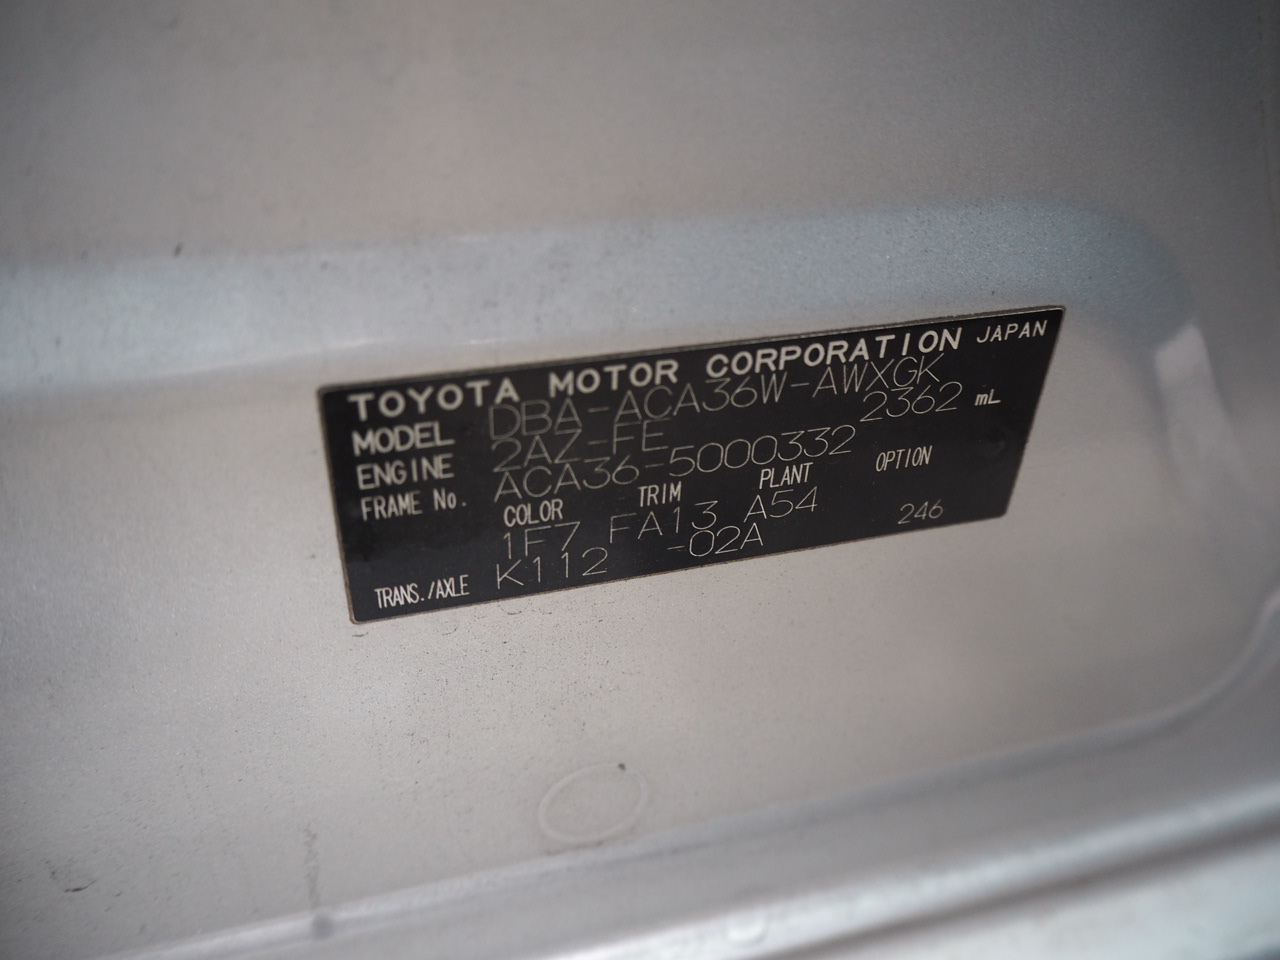 TOYOTA MOTOR CORPORATION JAPAN
MODEL DBA-ACA36W-AWXGK
ENGINE 2AZ-FE 2362 mL
FRAME No. ACA36-5000332
COLOR TRIM PLANT OPTION
1F7 FA13 A54 246
TRANS./AXLE K112 -02A